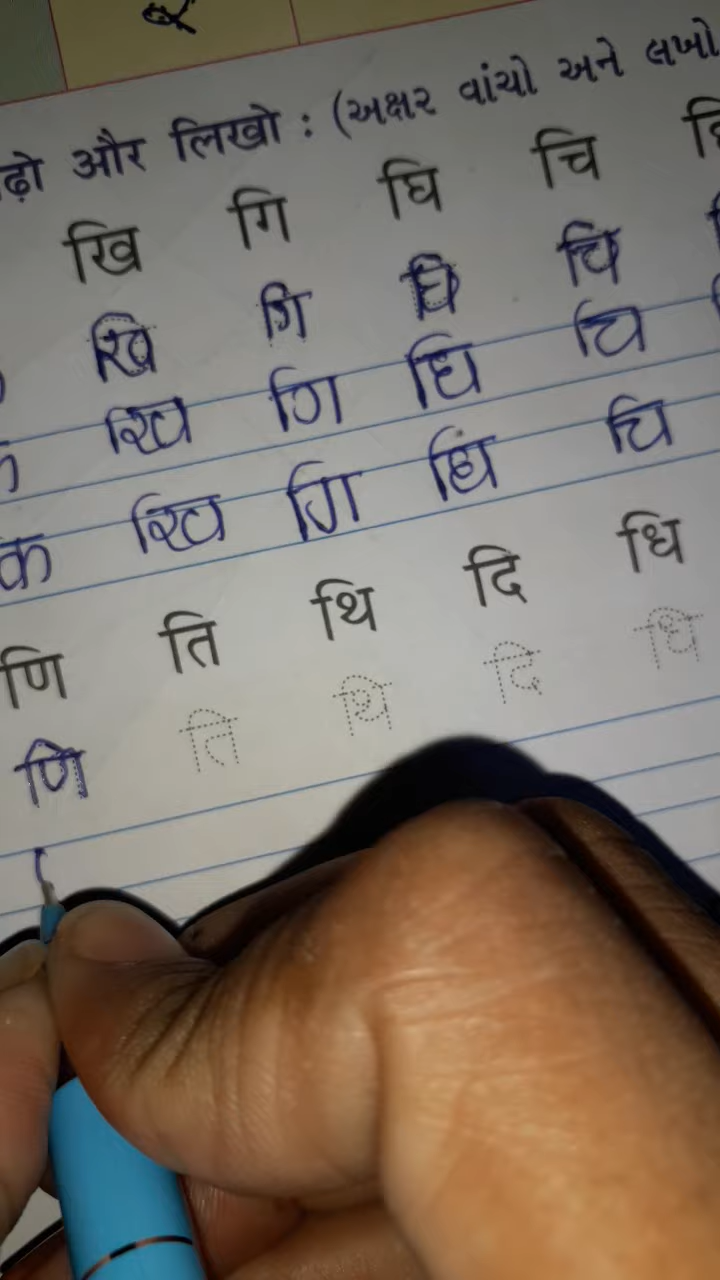 और लिखो : (અક્ષર વાંચો અને લખો
खि गि घि चि
खि गि घि चि
खि गि घि चि
क खि गि घि चि
णि ति थि दि धि
णि ति थि दि धि